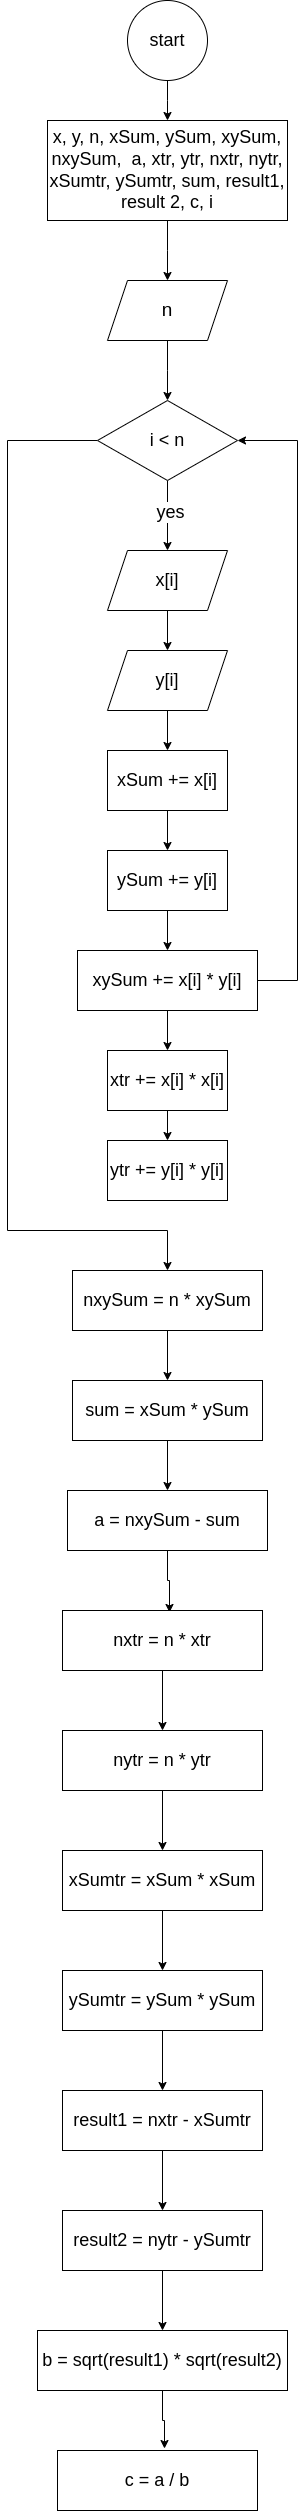 start
x, y, n, xSum, ySum, xySum,
nxySum, a, xtr, ytr, nxtr, nytr,
xSumtr, ySumtr, sum, result1,
result 2, c, i
n
i < n
yes
x[i]
y[i]
xSum += x[i]
ySum += y[i]
xySum += x[i] * y[i]
xtr += x[i] * x[i]
ytr += y[i] * y[i]
nxySum = n * xySum
sum = xSum * ySum
a = nxySum - sum
nxtr = n * xtr
nytr = n * ytr
xSumtr = xSum * xSum
ySumtr = ySum * ySum
result1 = nxtr - xSumtr
result2 = nytr - ySumtr
b = sqrt(result1) * sqrt(result2)
c = a / b